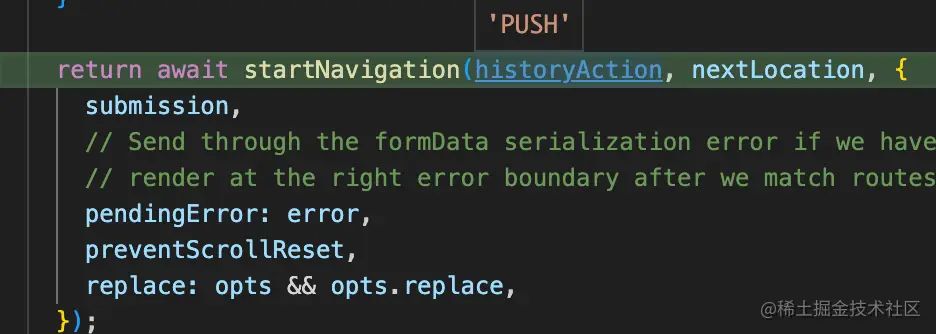 }
'PUSH'
return await startNavigation(historyAction, nextLocation, {
submission,
// Send through the formData serialization error if we have
// render at the right error boundary after we match routes
pendingError: error,
preventScrollReset,
replace: opts && opts.replace,
});
@稀土掘金技术社区